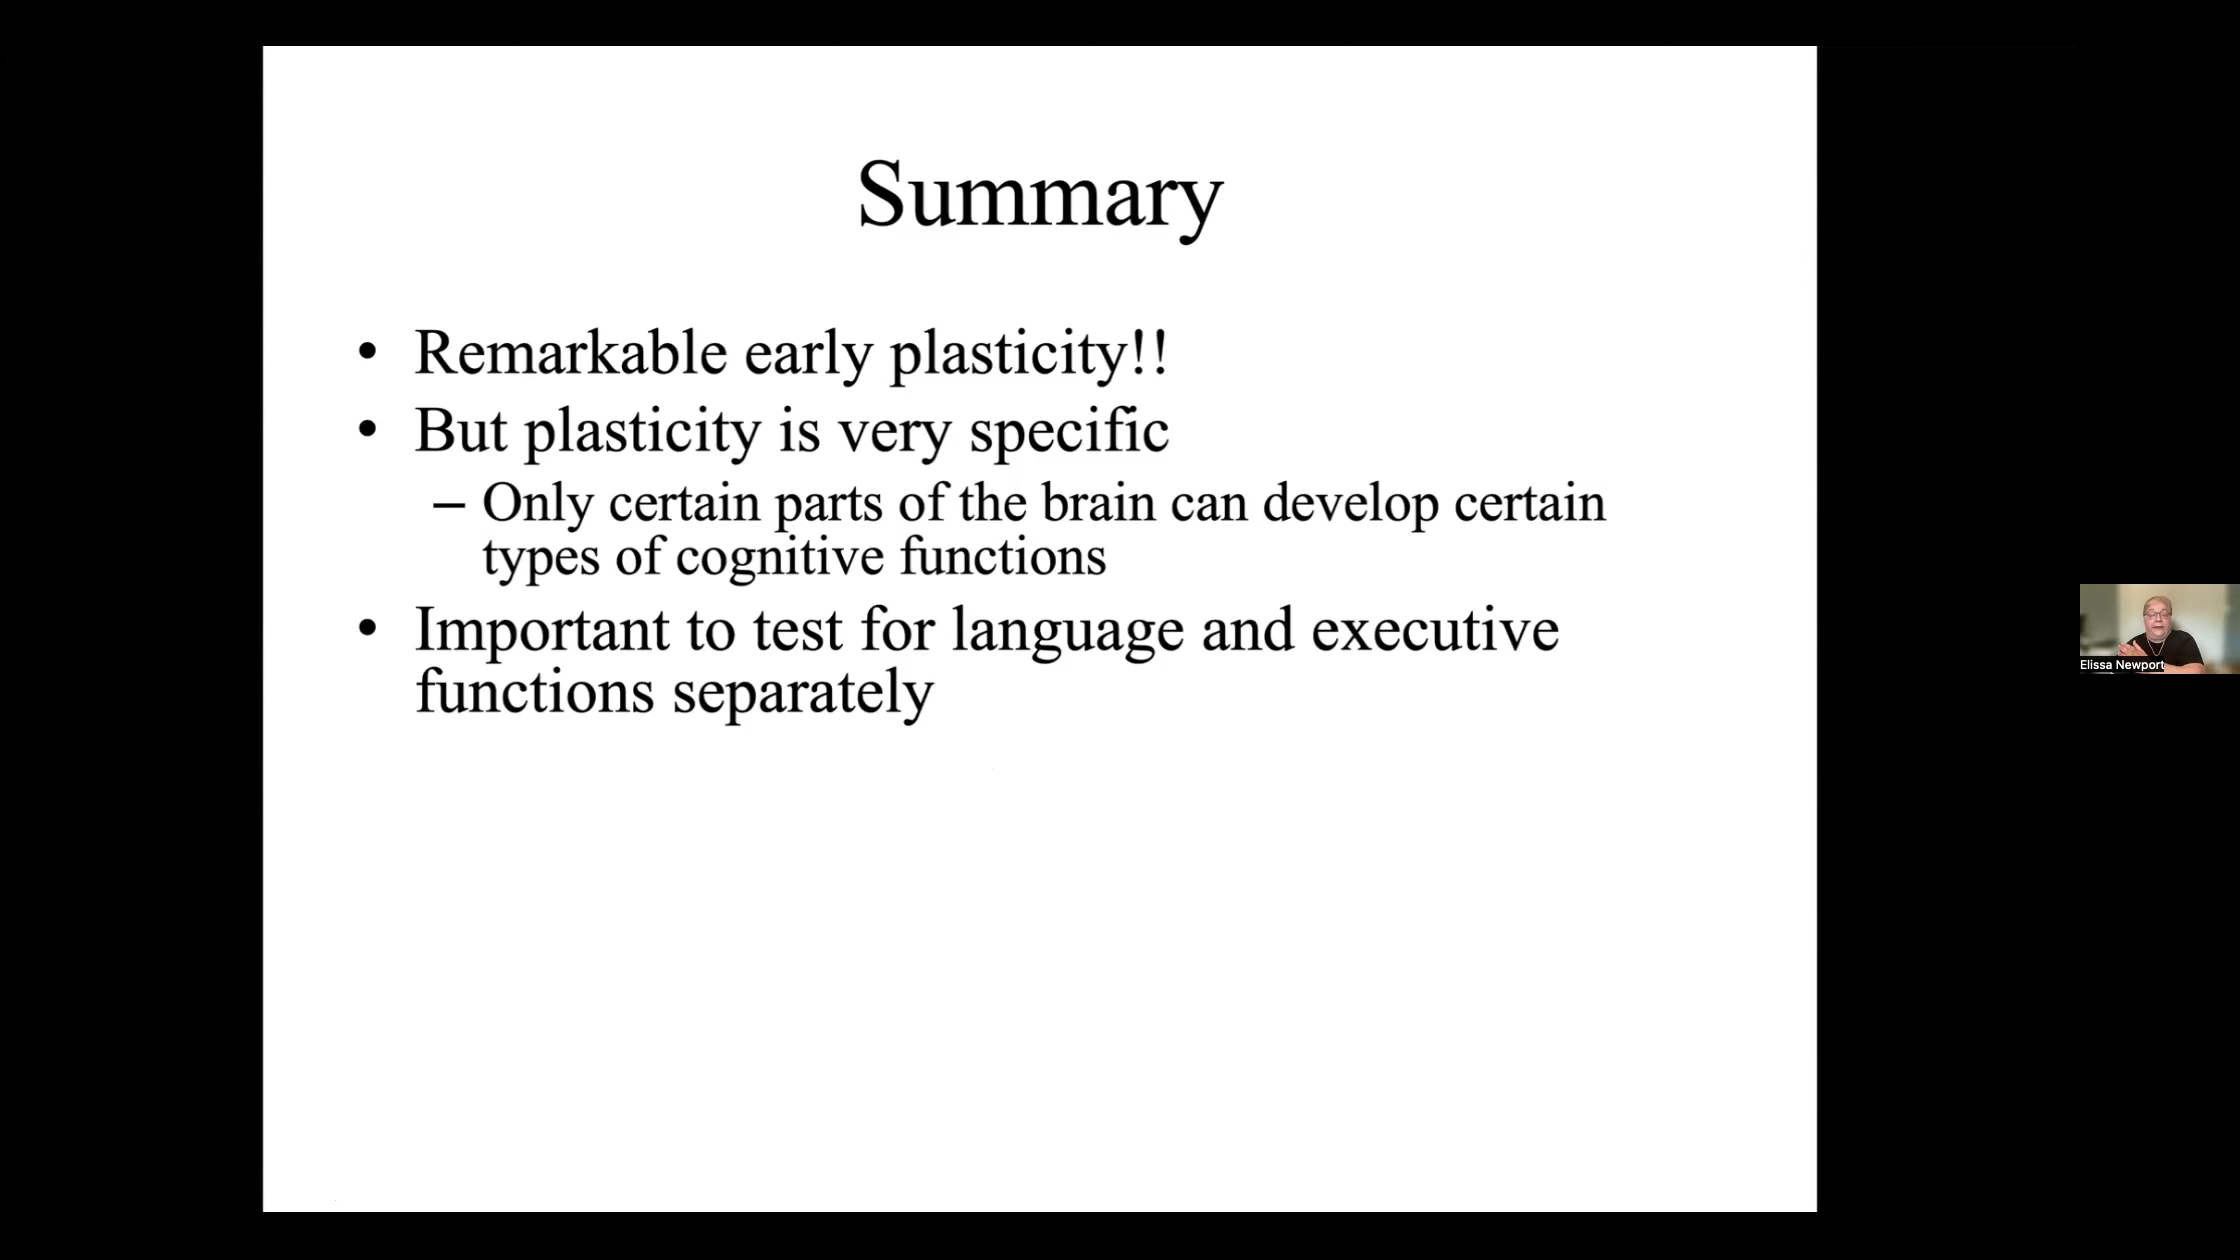 Summary
• Remarkable early plasticity!!
• But plasticity is very specific
– Only certain parts of the brain can develop certain
types of cognitive functions
• Important to test for language and executive
functions separately
Elissa Newport